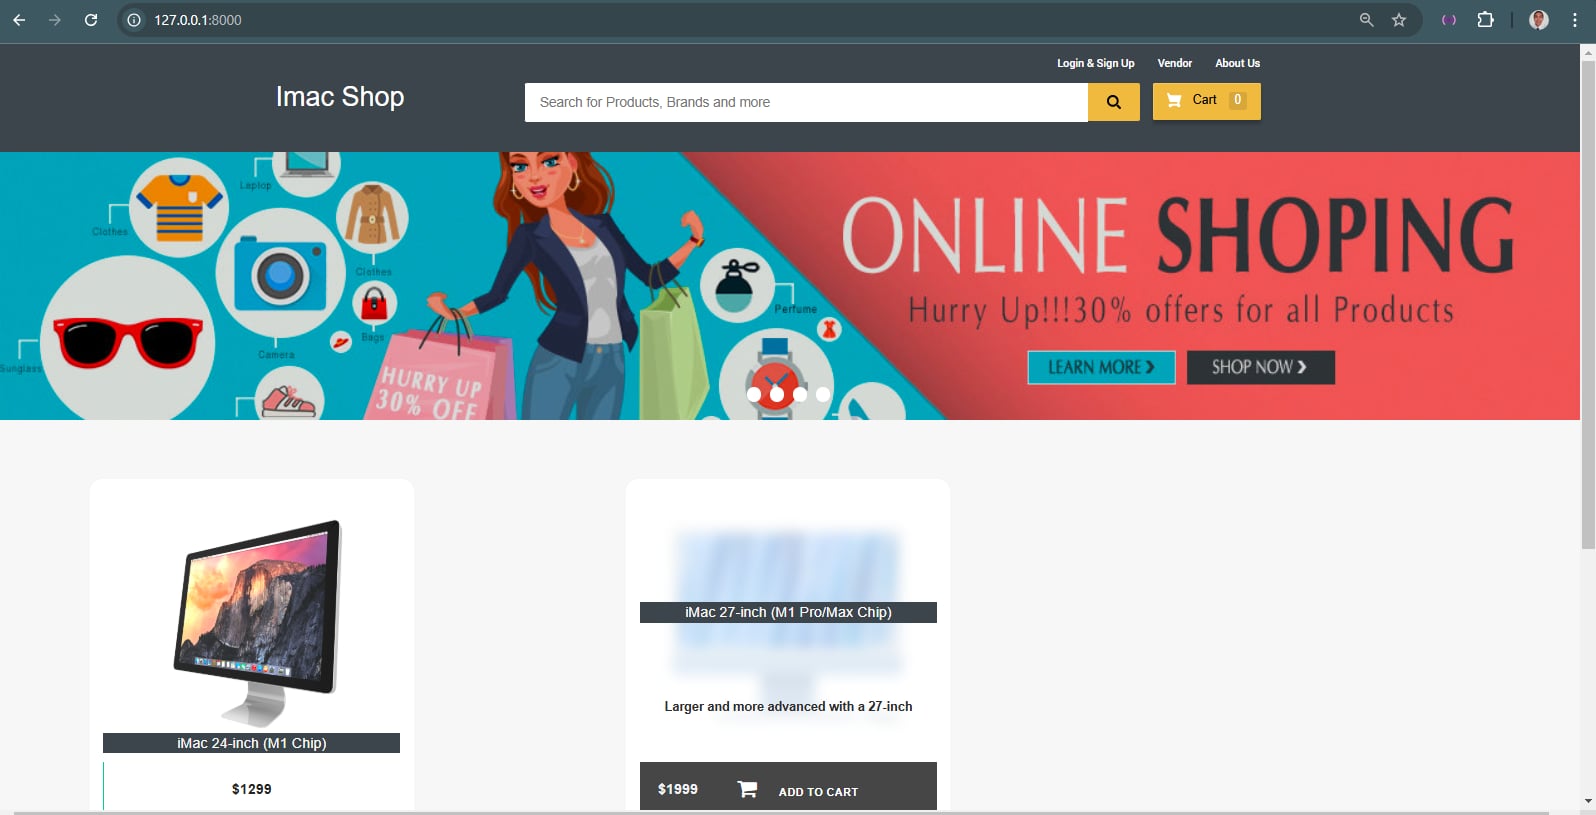 127.0.0.1:8000
Login & Sign Up Vendor About Us
Imac Shop
Search for Products, Brands and more
Cart 0
Laptop
Clothes
Clothes
Camera
Bags
Sunglass
Perfume
HURRY UP
30% OFF
ONLINE SHOPING
Hurry Up!!!30% offers for all Products
LEARN MORE
SHOP NOW
iMac 24-inch (M1 Chip)
$1299
iMac 27-inch (M1 Pro/Max Chip)
Larger and more advanced with a 27-inch
$1999 ADD TO CART